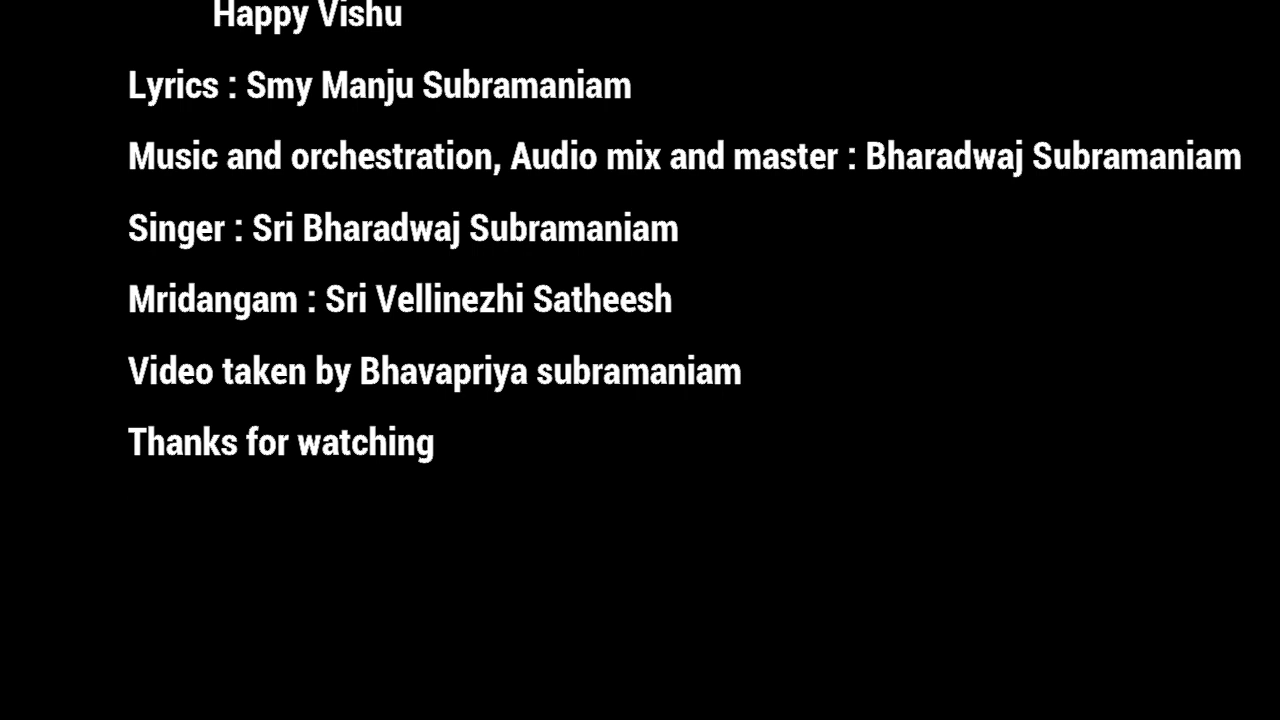 Happy Vishu
Lyrics : Smy Manju Subramaniam
Music and orchestration, Audio mix and master : Bharadwaj Subramaniam
Singer : Sri Bharadwaj Subramaniam
Mridangam : Sri Vellinezhi Satheesh
Video taken by Bhavapriya subramaniam
Thanks for watching